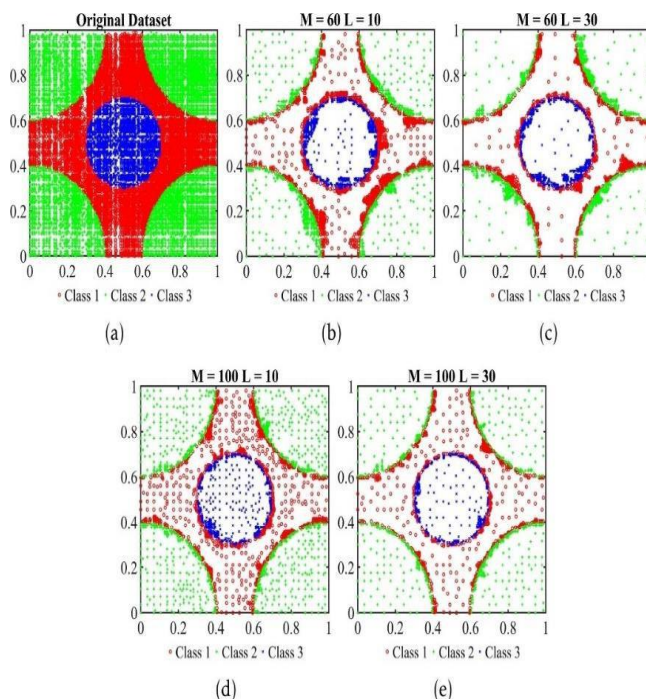 Original Dataset
M = 60 L = 10
M = 60 L = 30
1
0.8
0.6
0.4
0.2
0
0 0.2 0.4 0.6 0.8 1
1
0.8
0.6
0.4
0.2
0
0 0.2 0.4 0.6 0.8 1
1
0.8
0.6
0.4
0.2
0
0 0.2 0.4 0.6 0.8
Class 1 Class 2 Class 3
Class 1 Class 2 Class 3
Class 1 Class 2 Class 3
(a)
(b)
(c)
M = 100 L = 10
M = 100 L = 30
1
0.8
0.6
0.4
0.2
0
0 0.2 0.4 0.6 0.8 1
1
0.8
0.6
0.4
0.2
0
0 0.2 0.4 0.6 0.8 1
Class 1 Class 2 Class 3
Class 1 Class 2 Class 3
(d)
(e)